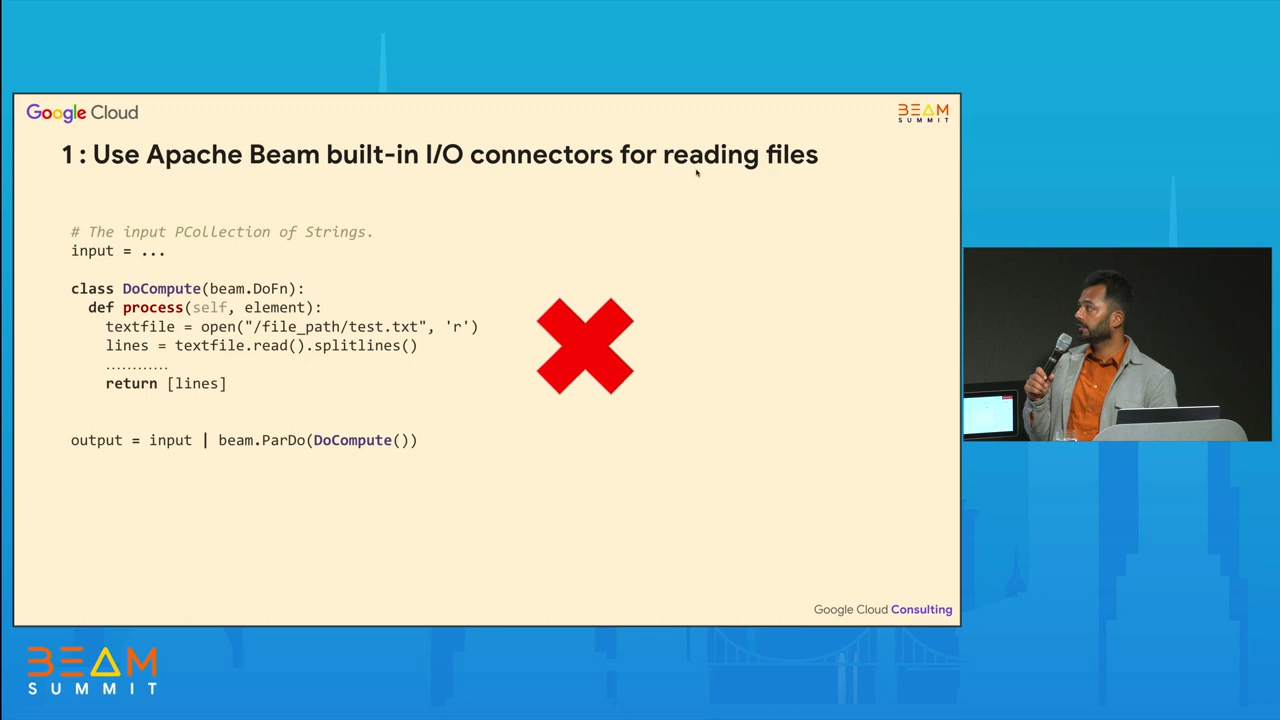 Google Cloud
BEAM
SUMMIT
1 : Use Apache Beam built-in I/O connectors for reading files
# The input PCollection of Strings.
input = ...
class DoCompute(beam.DoFn):
def process(self, element):
textfile = open("/file_path/test.txt", 'r')
lines = textfile.read().splitlines()
............
return [lines]
output = input | beam.ParDo(DoCompute())
Google Cloud Consulting
BEAM
SUMMIT